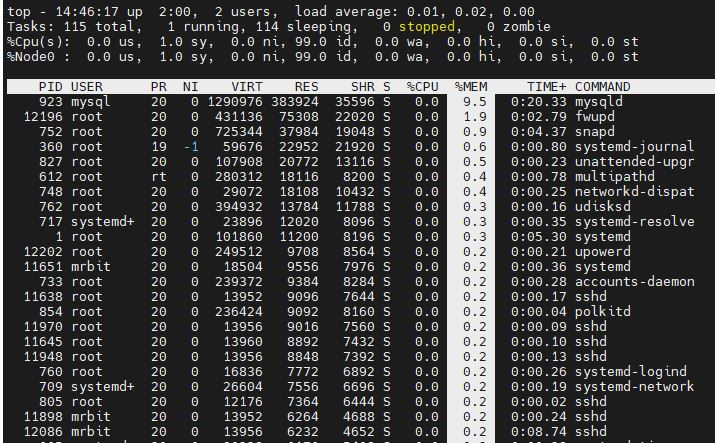 top - 14:46:17 up  2:00,  2 users,  load average: 0.01, 0.02, 0.00
Tasks: 115 total,   1 running, 114 sleeping,   0 stopped,   0 zombie
%Cpu(s):  0.0 us,  1.0 sy,  0.0 ni, 99.0 id,  0.0 wa,  0.0 hi,  0.0 si,  0.0 st
%Node0 :  0.0 us,  1.0 sy,  0.0 ni, 99.0 id,  0.0 wa,  0.0 hi,  0.0 si,  0.0 st
PID USER PR NI VIRT RES SHR S %CPU %MEM TIME+ COMMAND
923 mysql 20 0 1290976 383924 35596 S 0.0 9.5 0:20.33 mysqld
12196 root 20 0 431136 75308 22020 S 0.0 1.9 0:02.79 fwupd
752 root 20 0 725344 37984 19048 S 0.0 0.9 0:04.37 snapd
360 root 19 -1 59676 22952 21920 S 0.0 0.6 0:00.80 systemd-journal
827 root 20 0 107908 20772 13116 S 0.0 0.5 0:00.23 unattended-upgr
612 root rt 0 280312 18116 8200 S 0.0 0.4 0:00.78 multipathd
748 root 20 0 29072 18108 10432 S 0.0 0.4 0:00.25 networkd-dispat
762 root 20 0 394932 13784 11788 S 0.0 0.3 0:00.16 udisksd
717 systemd+ 20 0 23896 12020 8096 S 0.0 0.3 0:00.35 systemd-resolve
1 root 20 0 101860 11200 8196 S 0.0 0.3 0:05.30 systemd
12202 root 20 0 249512 9708 8564 S 0.0 0.2 0:00.21 upowerd
11651 mrbit 20 0 18504 9556 7976 S 0.0 0.2 0:00.36 systemd
733 root 20 0 239372 9384 8284 S 0.0 0.2 0:00.28 accounts-daemon
11638 root 20 0 13952 9096 7644 S 0.0 0.2 0:00.17 sshd
854 root 20 0 236424 9092 8160 S 0.0 0.2 0:00.04 polkitd
11970 root 20 0 13956 9016 7560 S 0.0 0.2 0:00.09 sshd
11645 root 20 0 13960 8892 7432 S 0.0 0.2 0:00.10 sshd
11948 root 20 0 13956 8848 7392 S 0.0 0.2 0:00.13 sshd
760 root 20 0 16836 7772 6892 S 0.0 0.2 0:00.26 systemd-logind
709 systemd+ 20 0 26604 7556 6696 S 0.0 0.2 0:00.19 systemd-network
805 root 20 0 12176 7364 6444 S 0.0 0.2 0:00.02 sshd
11898 mrbit 20 0 13952 6264 4688 S 0.0 0.2 0:00.24 sshd
12086 mrbit 20 0 13956 6232 4652 S 0.0 0.2 0:08.74 sshd